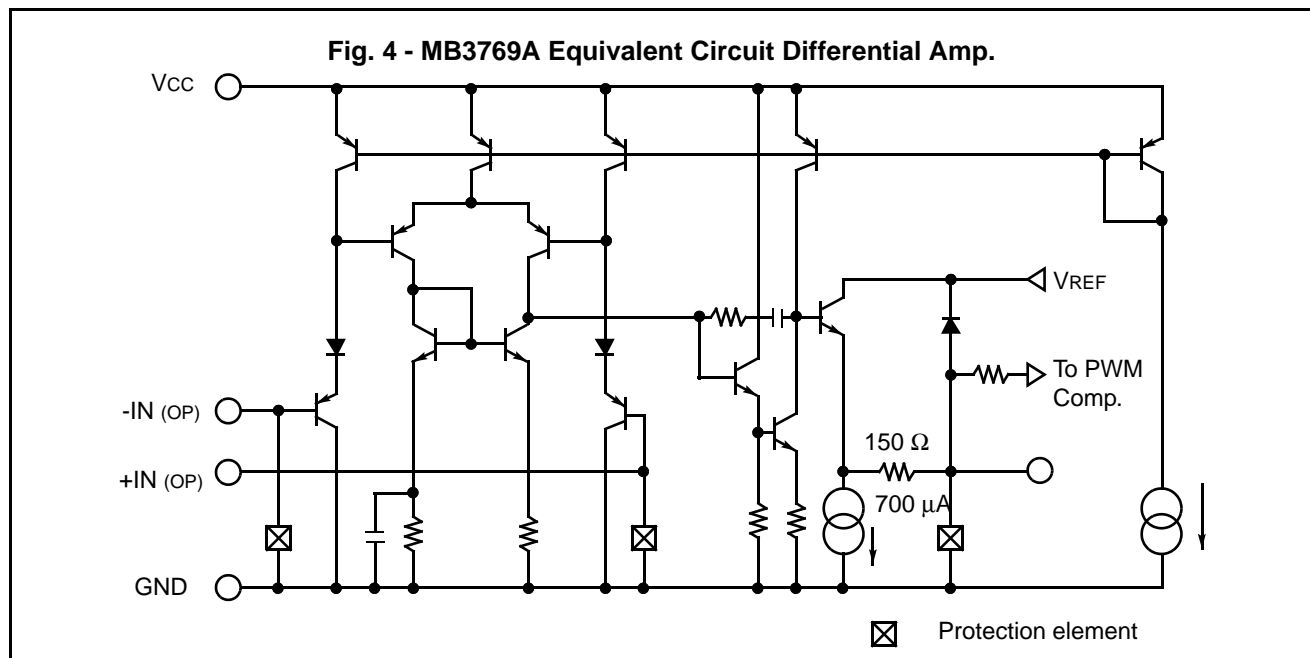 Fig. 4 - MB3769A Equivalent Circuit Differential Amp.
VCC
VREF
To PWM
Comp.
-IN (OP)
150 Ω
+IN (OP)
700 μA
GND
Protection element